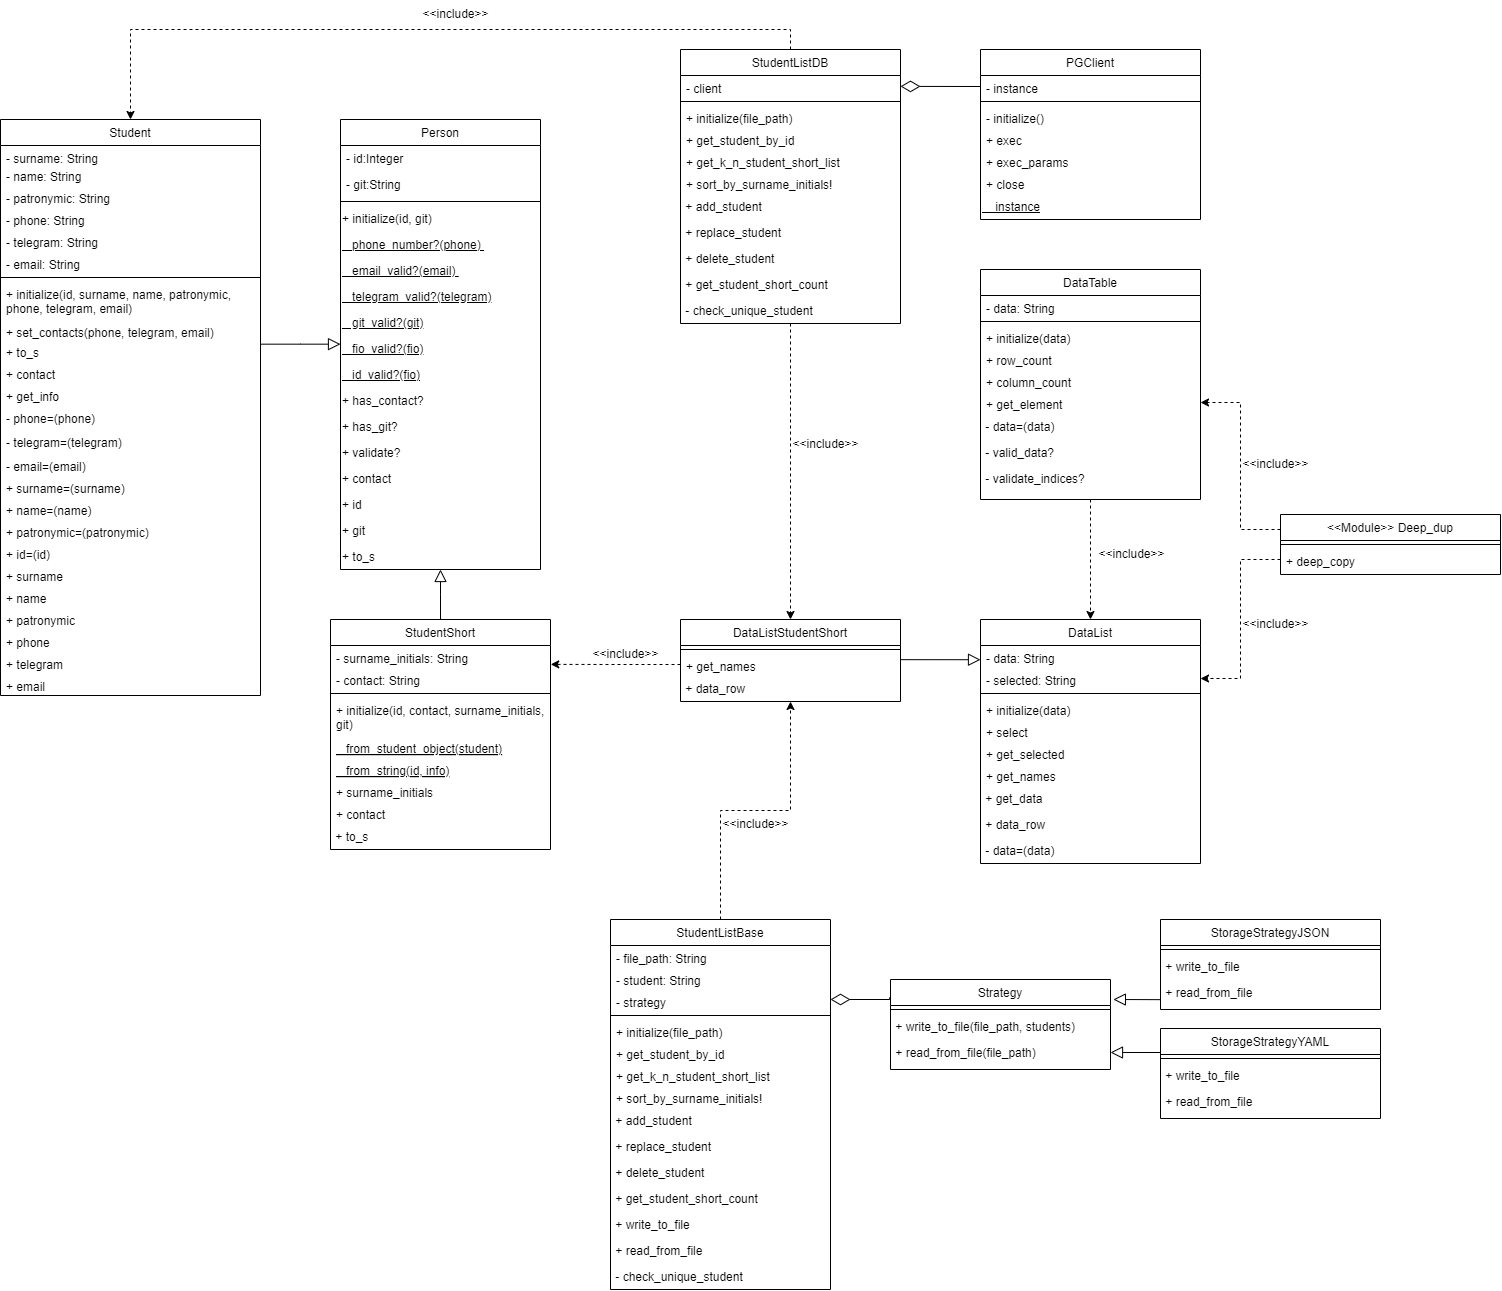 <<include>>
StudentListDB
- client
+ initialize(file_path)
+ get_student_by_id
+ get_k_n_student_short_list
+ sort_by_surname_initials!
+ add_student
+ replace_student
+ delete_student
+ get_student_short_count
- check_unique_student
PGClient
- instance
- initialize()
+ exec
+ exec_params
+ close
instance
Student
- surname: String
- name: String
- patronymic: String
- phone: String
- telegram: String
- email: String
+ initialize(id, surname, name, patronymic,
phone, telegram, email)
+ set_contacts(phone, telegram, email)
+ to_s
+ contact
+ get_info
- phone=(phone)
- telegram=(telegram)
- email=(email)
+ surname=(surname)
+ name=(name)
+ patronymic=(patronymic)
+ id=(id)
+ surname
+ name
+ patronymic
+ phone
+ telegram
+ email
Person
- id:Integer
- git:String
+ initialize(id, git)
phone_number?(phone)
email_valid?(email)
telegram_valid?(telegram)
git_valid?(git)
fio_valid?(fio)
id_valid?(fio)
+ has_contact?
+ has_git?
+ validate?
+ contact
+ id
+ git
+ to_s
DataTable
- data: String
+ initialize(data)
+ row_count
+ column_count
+ get_element
- data=(data)
- valid_data?
- validate_indices?
<<include>>
<<include>>
<<include>>
<<Module>> Deep_dup
+ deep_copy
<<include>>
StudentShort
- surname_initials: String
- contact: String
+ initialize(id, contact, surname_initials,
git)
from_student_object(student)
from_string(id, info)
+ surname_initials
+ contact
+ to_s
<<include>>
DataListStudentShort
+ get_names
+ data_row
DataList
- data: String
- selected: String
+ initialize(data)
+ select
+ get_selected
+ get_names
+ get_data
+ data_row
- data=(data)
<<include>>
StudentListBase
- file_path: String
- student: String
- strategy
+ initialize(file_path)
+ get_student_by_id
+ get_k_n_student_short_list
+ sort_by_surname_initials!
+ add_student
+ replace_student
+ delete_student
+ get_student_short_count
+ write_to_file
+ read_from_file
- check_unique_student
Strategy
+ write_to_file(file_path, students)
+ read_from_file(file_path)
StorageStrategyJSON
+ write_to_file
+ read_from_file
StorageStrategyYAML
+ write_to_file
+ read_from_file